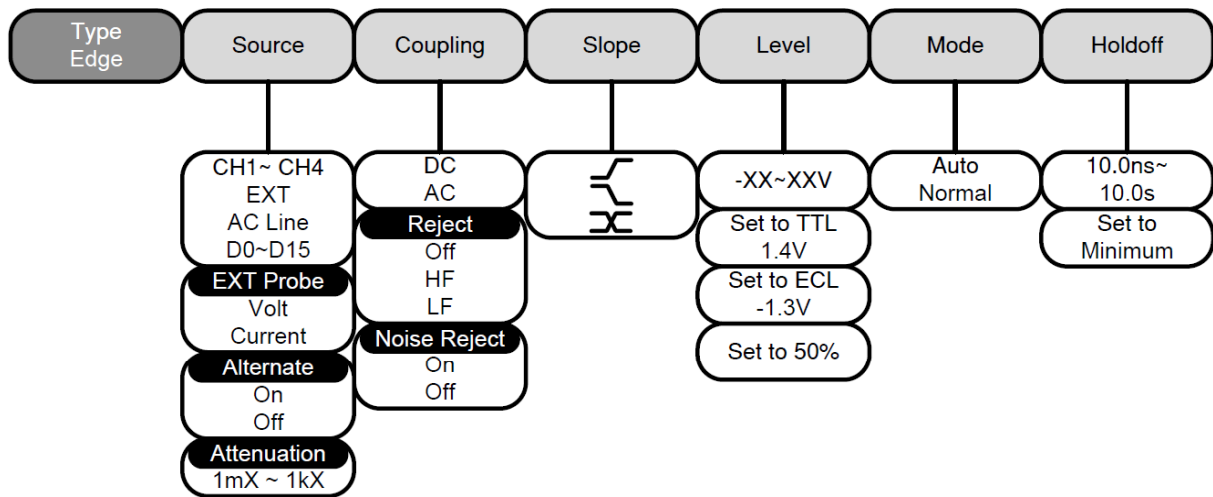 Type
Edge
Source
Coupling
Slope
Level
Mode
Holdoff
CH1~ CH4
EXT
AC Line
D0~D15
EXT Probe
Volt
Current
Alternate
On
Off
Attenuation
1mX ~ 1kX
DC
AC
Reject
Off
HF
LF
Noise Reject
On
Off
-XX~XXV
Set to TTL
1.4V
Set to ECL
-1.3V
Set to 50%
Auto
Normal
10.0ns~
10.0s
Set to
Minimum